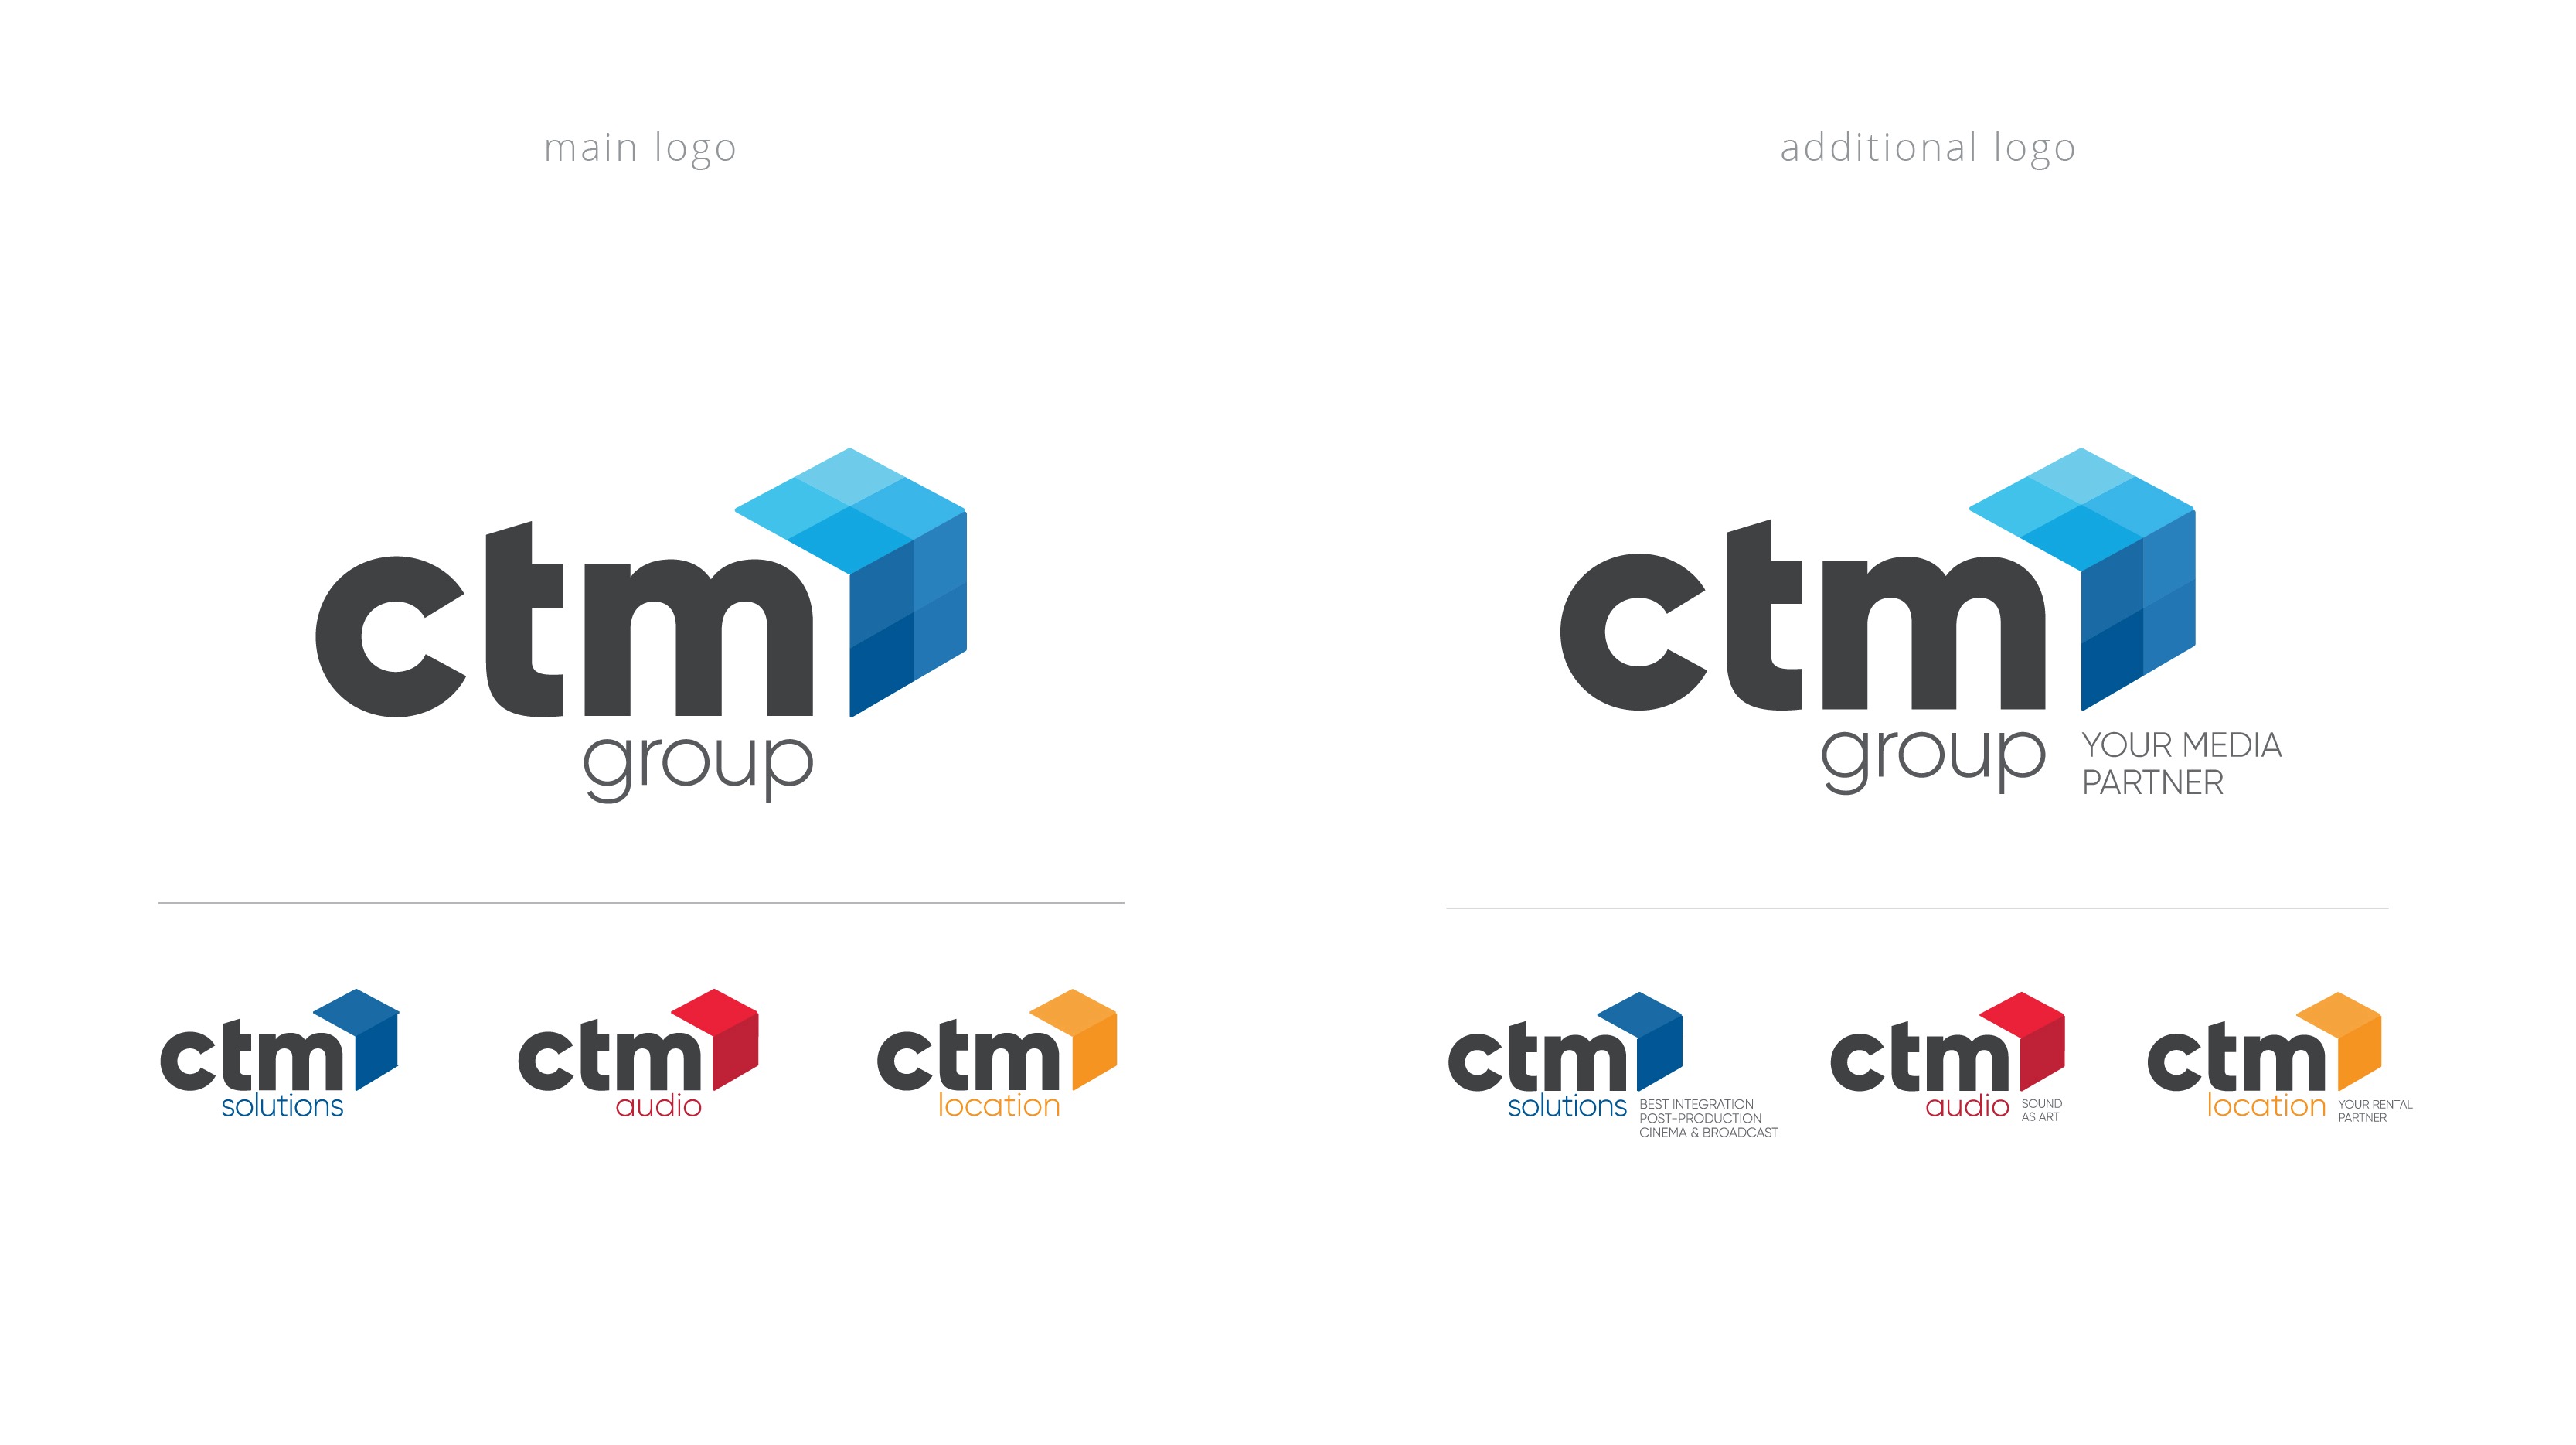 main logo
ctm
group
ctm
solutions
ctm
audio
ctm
location
additional logo
ctm
group
YOUR MEDIA
PARTNER
ctm
solutions
BEST INTEGRATION
POST-PRODUCTION
CINEMA & BROADCAST
ctm
audio
SOUND
AS ART
ctm
location
YOUR RENTAL
PARTNER